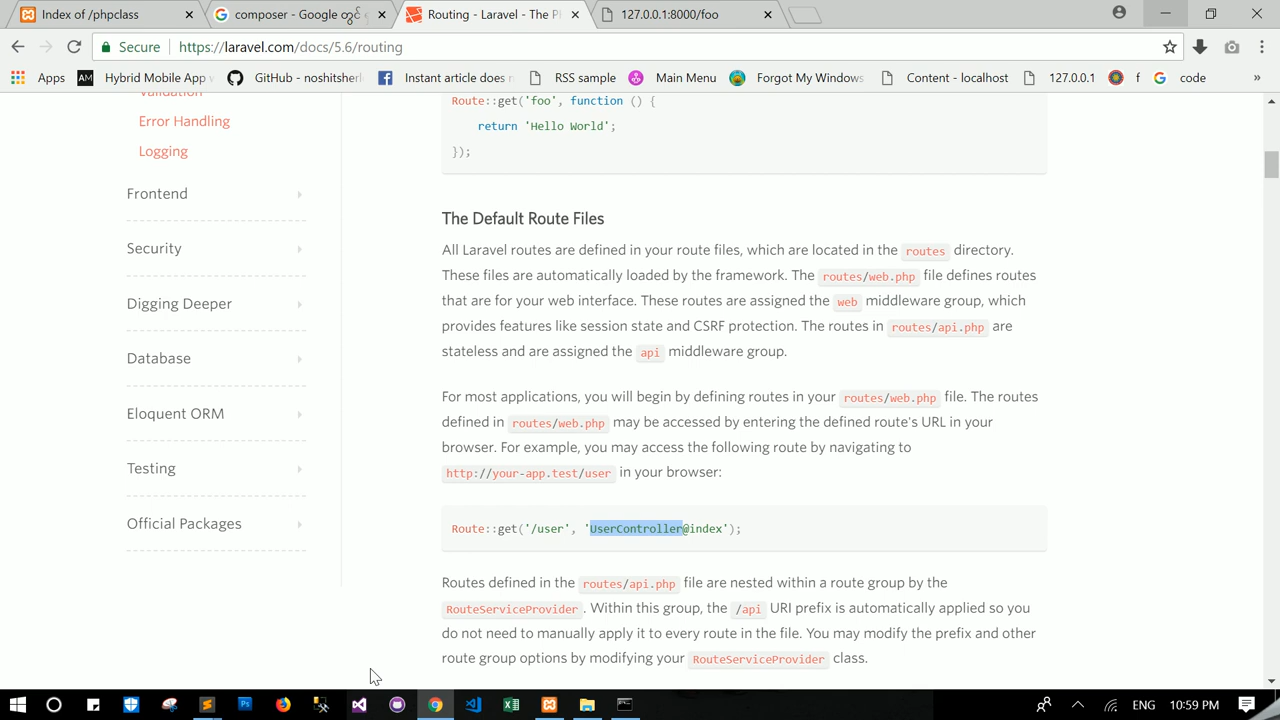 Index of /phpclass
composer - Google
Routing - Laravel - The P
127.0.0.1:8000/foo
Secure
https://laravel.com/docs/5.6/routing
Apps
AM
Hybrid Mobile App
GitHub - noshitsherl
Instant article does
RSS sample
Main Menu
Forgot My Windows
Content - localhost
127.0.0.1
f
code
»
Validation
Error Handling
Logging
Frontend
Security
Digging Deeper
Database
Eloquent ORM
Testing
Official Packages
Route::get('foo', function () {
return 'Hello World';
});
The Default Route Files
All Laravel routes are defined in your route files, which are located in the routes directory.
These files are automatically loaded by the framework. The routes/web.php file defines routes
that are for your web interface. These routes are assigned the web middleware group, which
provides features like session state and CSRF protection. The routes in routes/api.php are
stateless and are assigned the api middleware group.
For most applications, you will begin by defining routes in your routes/web.php file. The routes
defined in routes/web.php may be accessed by entering the defined route's URL in your
browser. For example, you may access the following route by navigating to
http://your-app.test/user in your browser:
Route::get('/user', 'UserController@index');
Routes defined in the routes/api.php file are nested within a route group by the
RouteServiceProvider. Within this group, the /api URI prefix is automatically applied so you
do not need to manually apply it to every route in the file. You may modify the prefix and other
route group options by modifying your RouteServiceProvider class.
ENG
10:59 PM